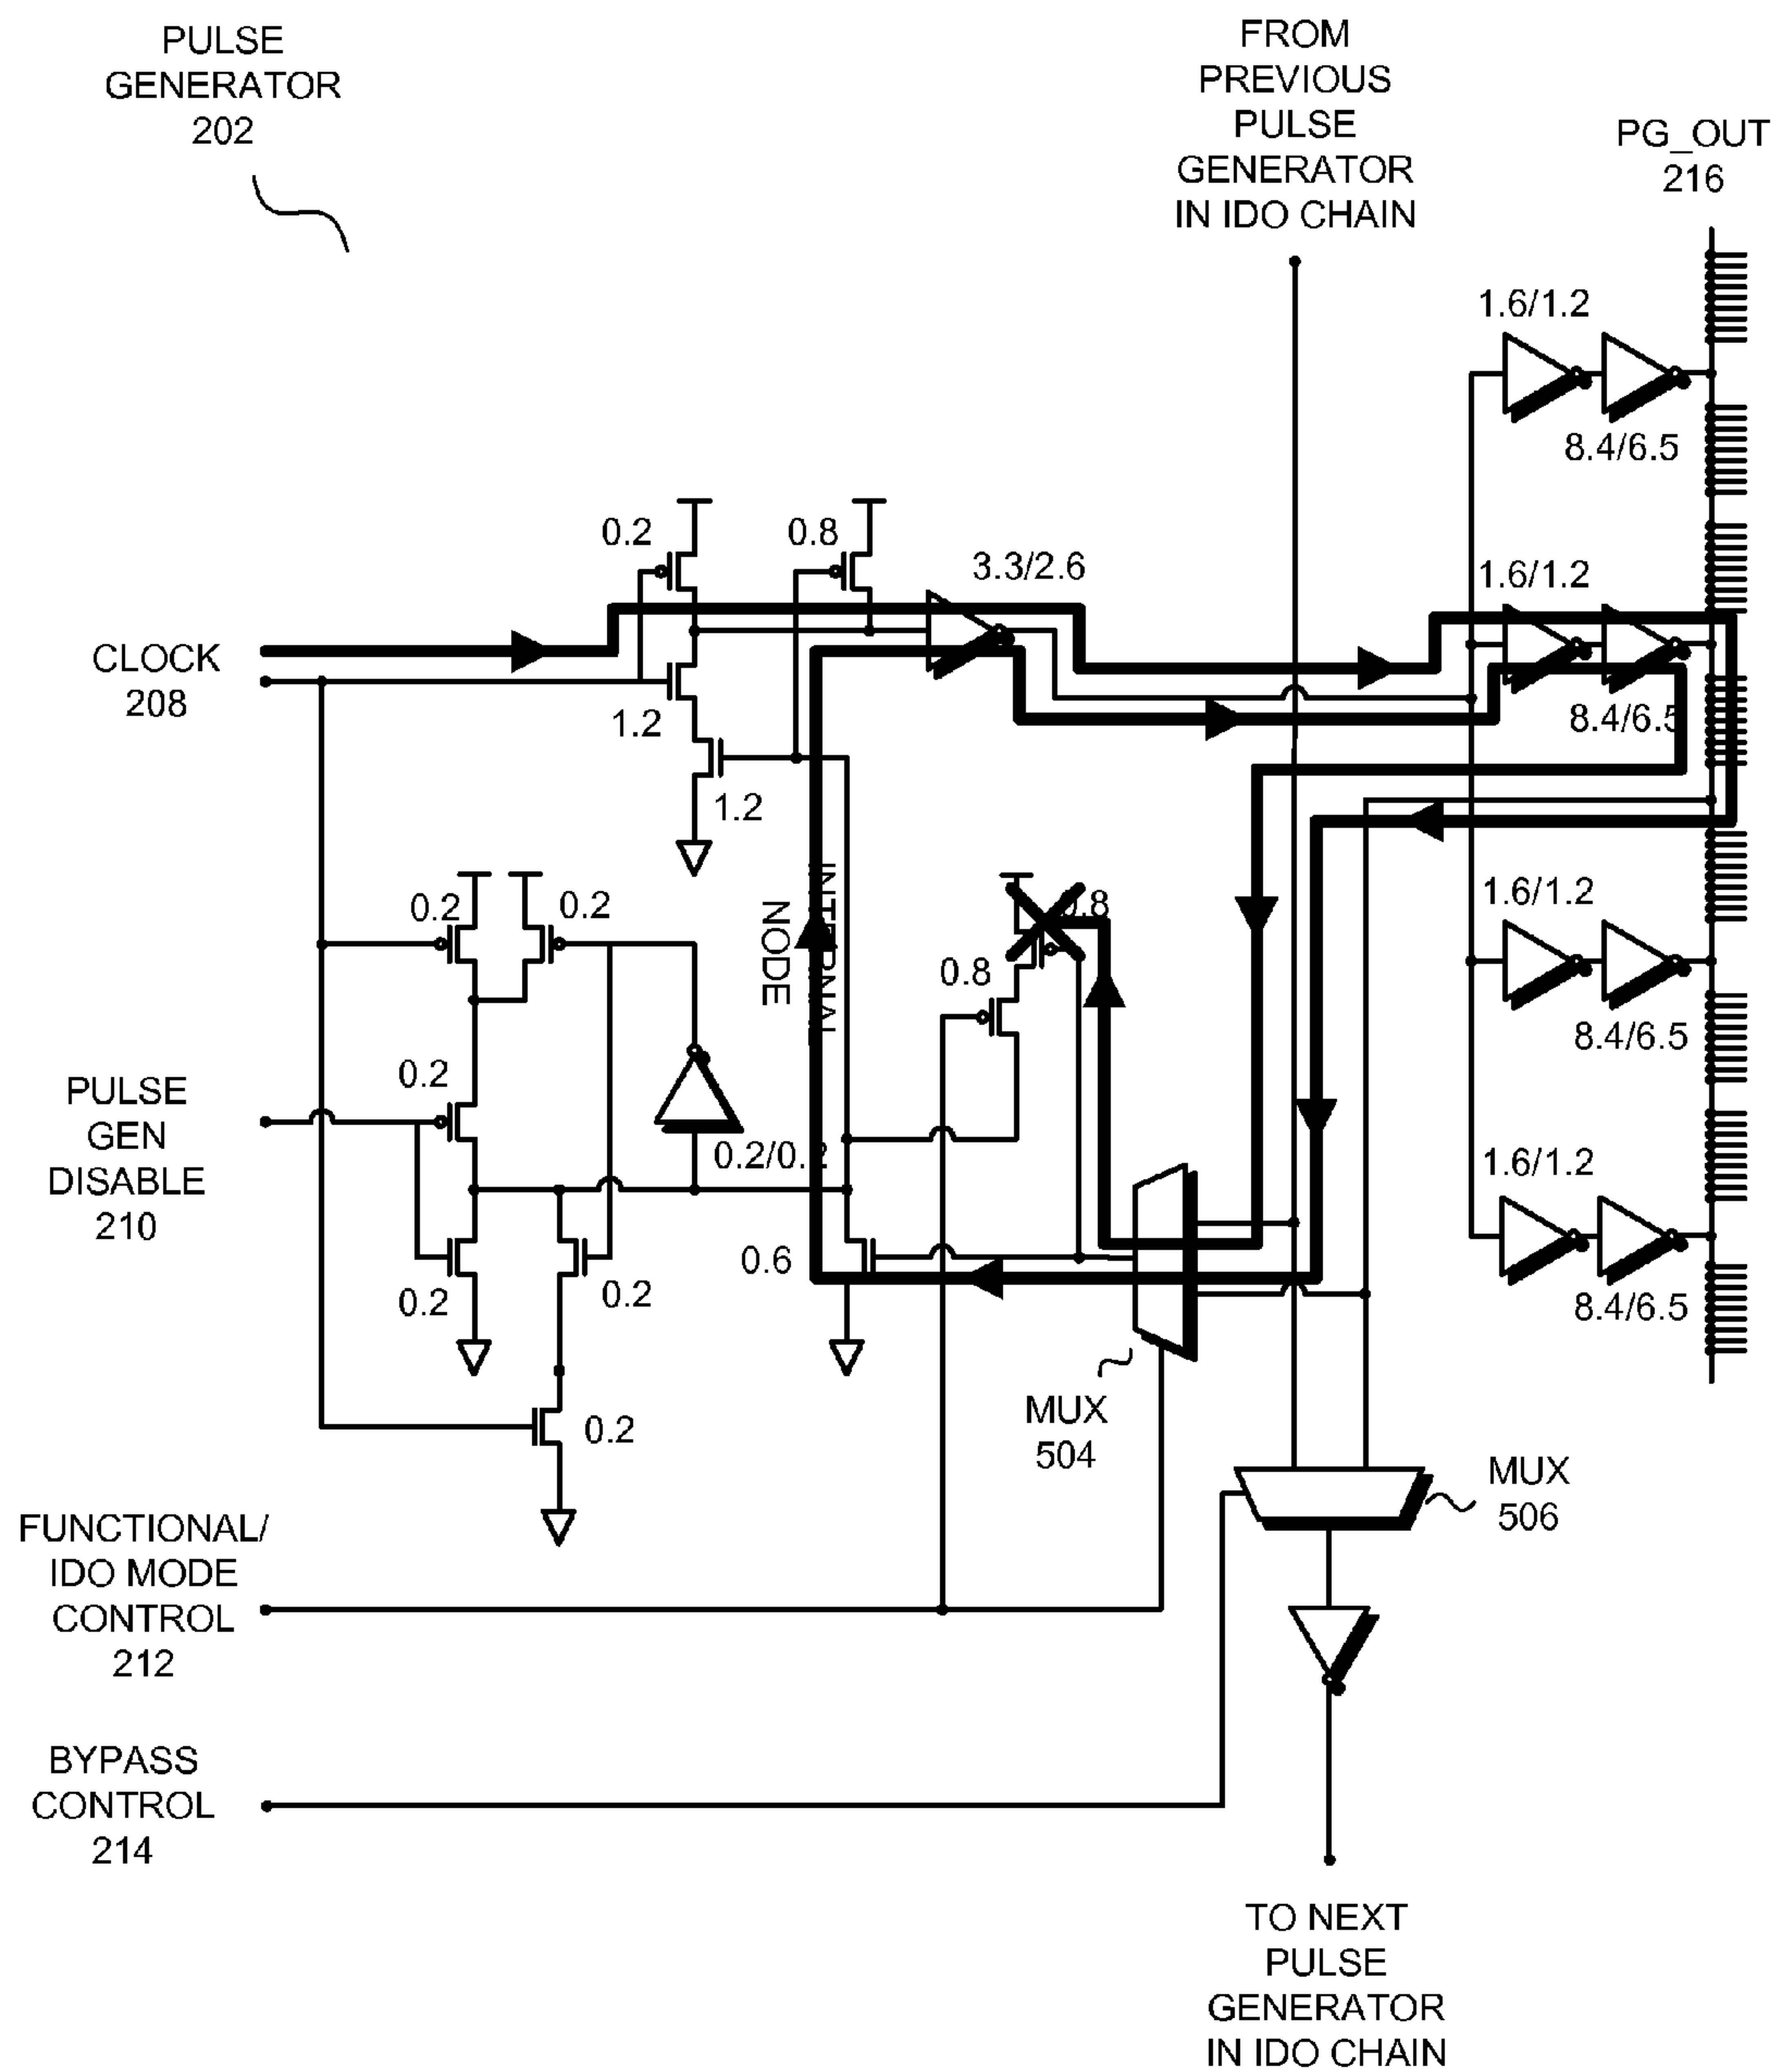 PULSE
GENERATOR
202
FROM
PREVIOUS
PULSE
GENERATOR
IN IDO CHAIN
PG_OUT
216
1.6/1.2
8.4/6.5
0.2
0.8
3.3/2.6
1.6/1.2
CLOCK
208
1.2
8.4/6.5
1.2
0.2
0.2
INTERNAL
NODE
0.8
0.8
1.6/1.2
8.4/6.5
0.2
PULSE
GEN
DISABLE
210
0.2/0.2
1.6/1.2
0.6
0.2
0.2
8.4/6.5
MUX
504
0.2
MUX
506
FUNCTIONAL/
IDO MODE
CONTROL
212
BYPASS
CONTROL
214
TO NEXT
PULSE
GENERATOR
IN IDO CHAIN